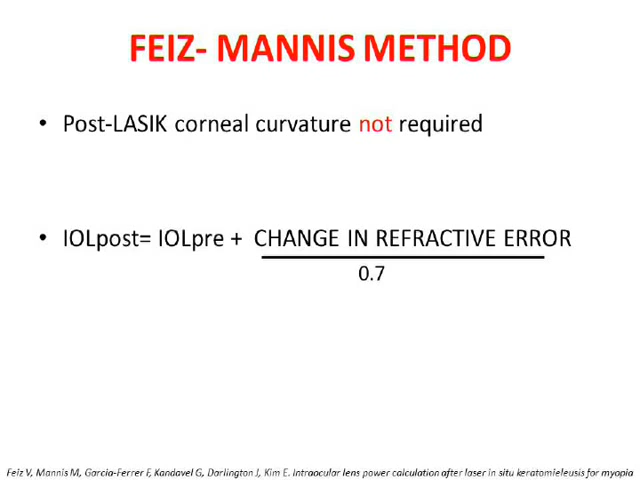 FEIZ- MANNIS METHOD
• Post-LASIK corneal curvature not required
• IOLpost= IOLpre + CHANGE IN REFRACTIVE ERROR
0.7
Feiz V, Mannis M, Garcia-Ferrer F, Kandavel G, Darlington J, Kim E. Intraocular lens power calculation after laser in situ keratomieleusis for myopia